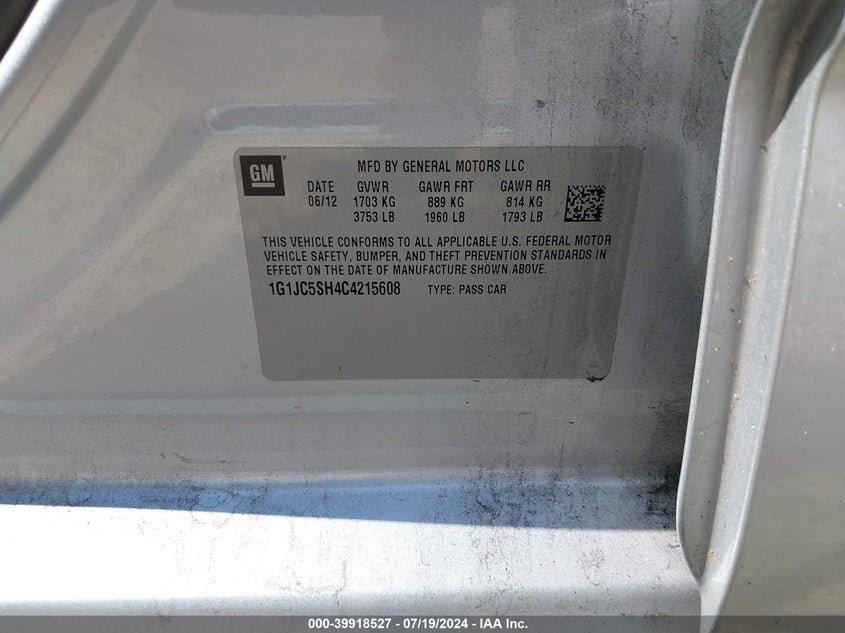 GM
MFD BY GENERAL MOTORS LLC
DATE GVWR GAWR FRT GAWR RR
06/12 1703 KG 889 KG 814 KG
3753 LB 1960 LB 1793 LB
THIS VEHICLE CONFORMS TO ALL APPLICABLE U.S. FEDERAL MOTOR
VEHICLE SAFETY, BUMPER, AND THEFT PREVENTION STANDARDS IN
EFFECT ON THE DATE OF MANUFACTURE SHOWN ABOVE.
1G1JC5SH4C4215608 TYPE: PASS CAR
000-39918527 - 07/19/2024 - IAA Inc.